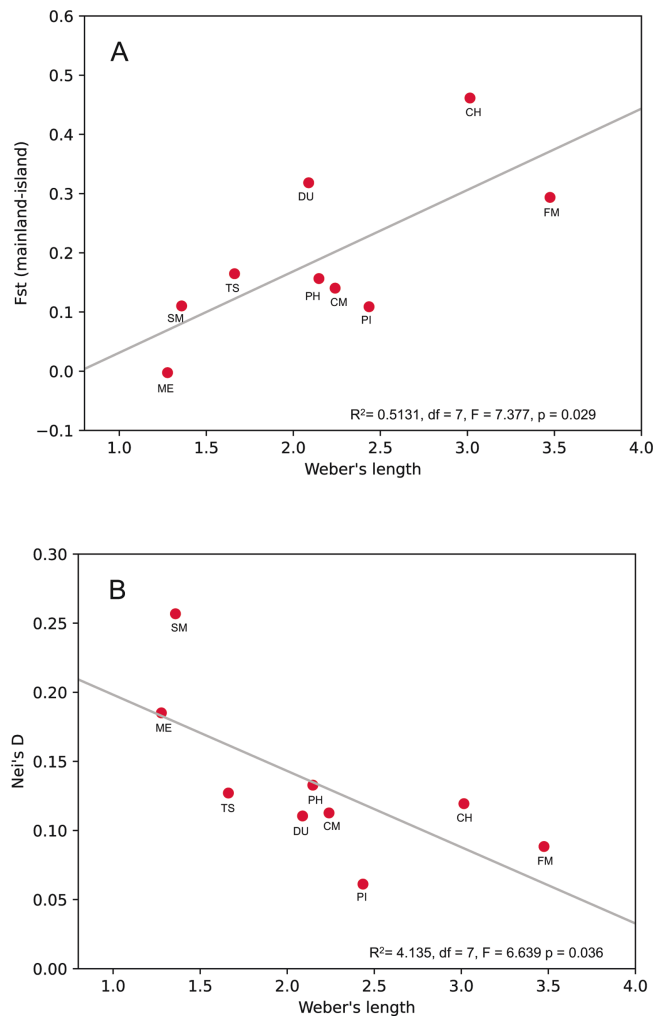 0.6
A
0.5
CH
0.4
Fst (mainland-island)
DU
0.3
FM
0.2
TS
PH
CM
SM
PI
0.1
0.0
ME
R²= 0.5131, df = 7, F = 7.377, p = 0.029
−0.1
1.0 1.5 2.0 2.5 3.0 3.5 4.0
Weber's length
0.30
B
SM
0.25
0.20
ME
Nei's D
0.15
TS
PH
DU
CM
CH
0.10
FM
PI
0.05
R²= 4.135, df = 7, F = 6.639 p = 0.036
0.00
1.0 1.5 2.0 2.5 3.0 3.5 4.0
Weber's length